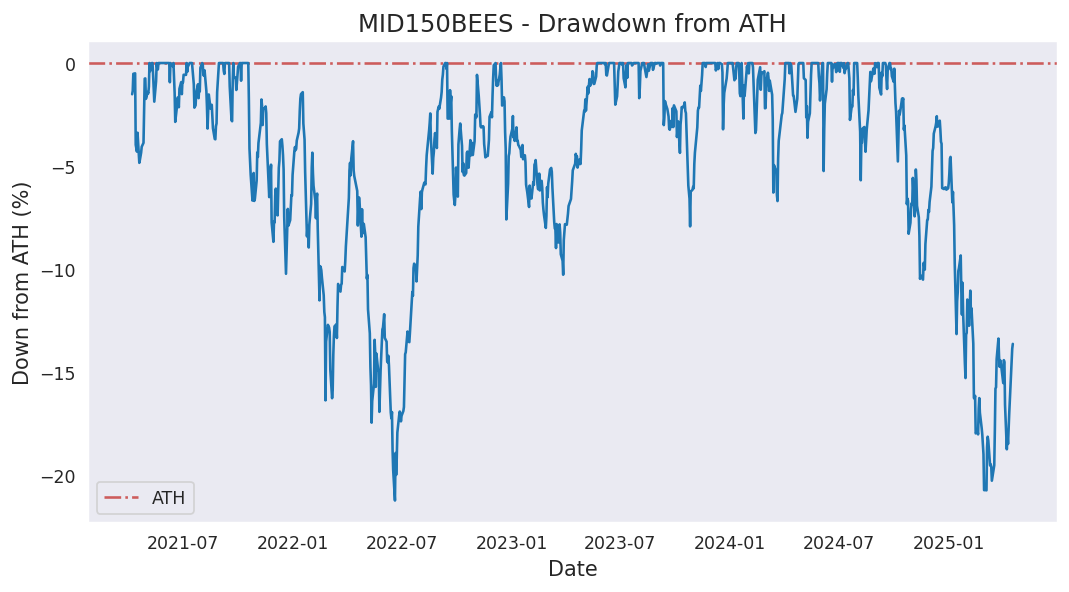 MID150BEES - Drawdown from ATH
Down from ATH (%)
0
−5
−10
−15
−20
ATH
2021-07 2022-01 2022-07 2023-01 2023-07 2024-01 2024-07 2025-01
Date